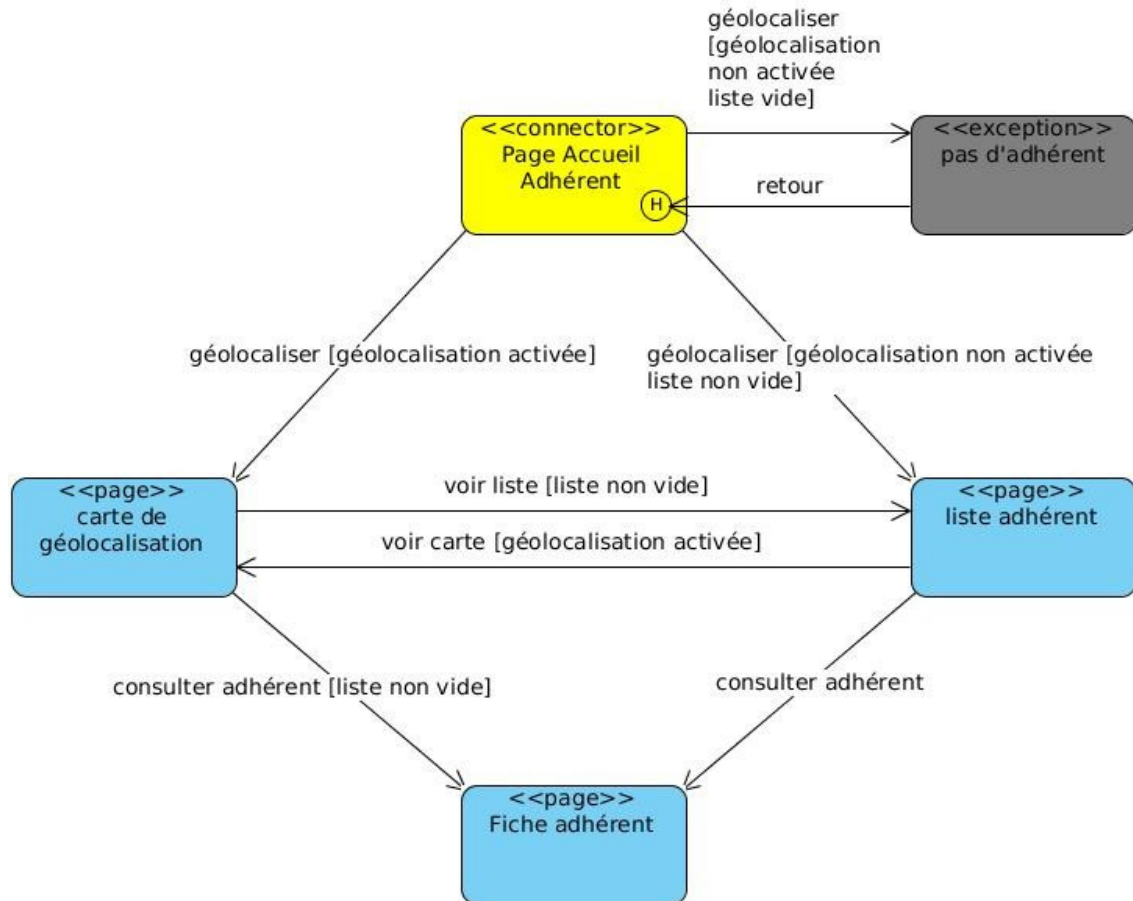 géolocaliser
[géolocalisation
non activée
liste vide]
<<connector>>
Page Accueil
Adhérent
H
<<exception>>
pas d'adhérent
retour
géolocaliser [géolocalisation activée]
géolocaliser [géolocalisation non activée
liste non vide]
<<page>>
carte de
géolocalisation
voir liste [liste non vide]
voir carte [géolocalisation activée]
<<page>>
liste adhérent
consulter adhérent [liste non vide]
consulter adhérent
<<page>>
Fiche adhérent